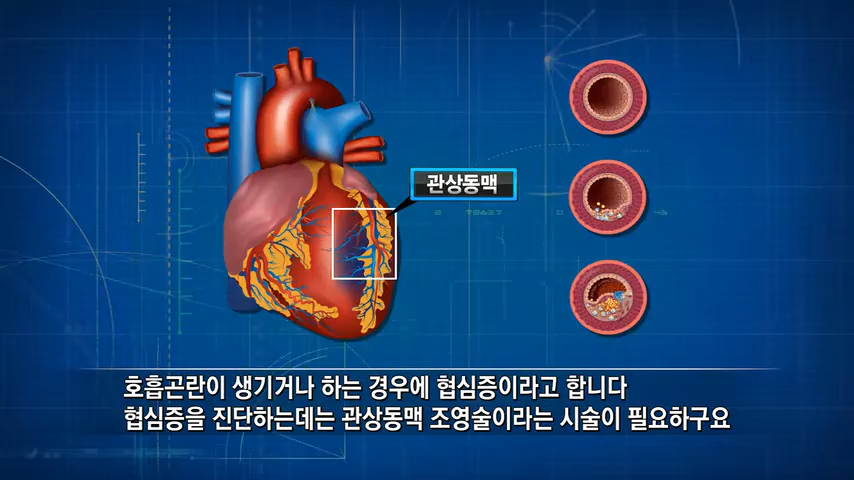 관상동맥
호흡곤란이 생기거나 하는 경우에 협심증이라고 합니다
협심증을 진단하는데는 관상동맥 조영술이라는 시술이 필요하구요